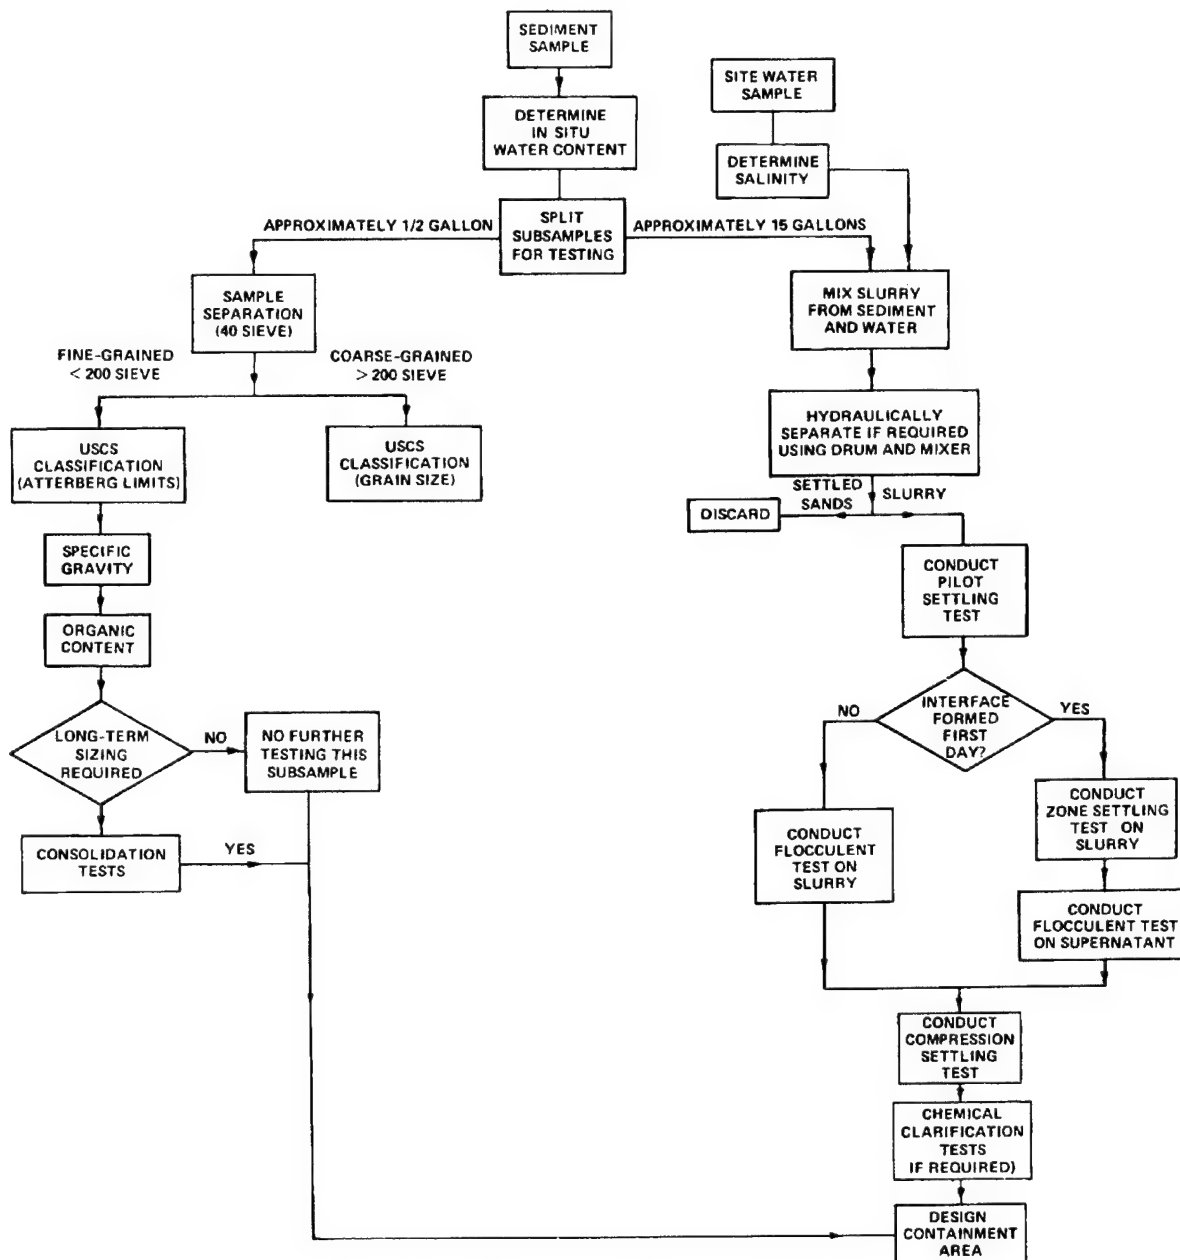 SEDIMENT
SAMPLE
SITE WATER
SAMPLE
DETERMINE
IN SITU
WATER CONTENT
DETERMINE
SALINITY
APPROXIMATELY 1/2 GALLON
SPLIT
SUBSAMPLES
FOR TESTING
APPROXIMATELY 15 GALLONS
SAMPLE
SEPARATION
(40 SIEVE)
MIX SLURRY
FROM SEDIMENT
AND WATER
FINE-GRAINED
< 200 SIEVE
COARSE-GRAINED
> 200 SIEVE
HYDRAULICALLY
SEPARATE IF REQUIRED
USING DRUM AND MIXER
USCS
CLASSIFICATION
(ATTERBERG LIMITS)
USCS
CLASSIFICATION
(GRAIN SIZE)
SETTLED
SANDS
SLURRY
DISCARD
SPECIFIC
GRAVITY
CONDUCT
PILOT
SETTLING
TEST
ORGANIC
CONTENT
LONG-TERM
SIZING
REQUIRED
NO
NO FURTHER
TESTING THIS
SUBSAMPLE
NO
INTERFACE
FORMED
FIRST
DAY?
YES
CONSOLIDATION
TESTS
YES
CONDUCT
FLOCCULENT
TEST ON
SLURRY
CONDUCT
ZONE SETTLING
TEST ON
SLURRY
CONDUCT
FLOCCULENT TEST
ON SUPERNATANT
CONDUCT
COMPRESSION
SETTLING
TEST
CHEMICAL
CLARIFICATION
TESTS
IF REQUIRED)
DESIGN
CONTAINMENT
AREA